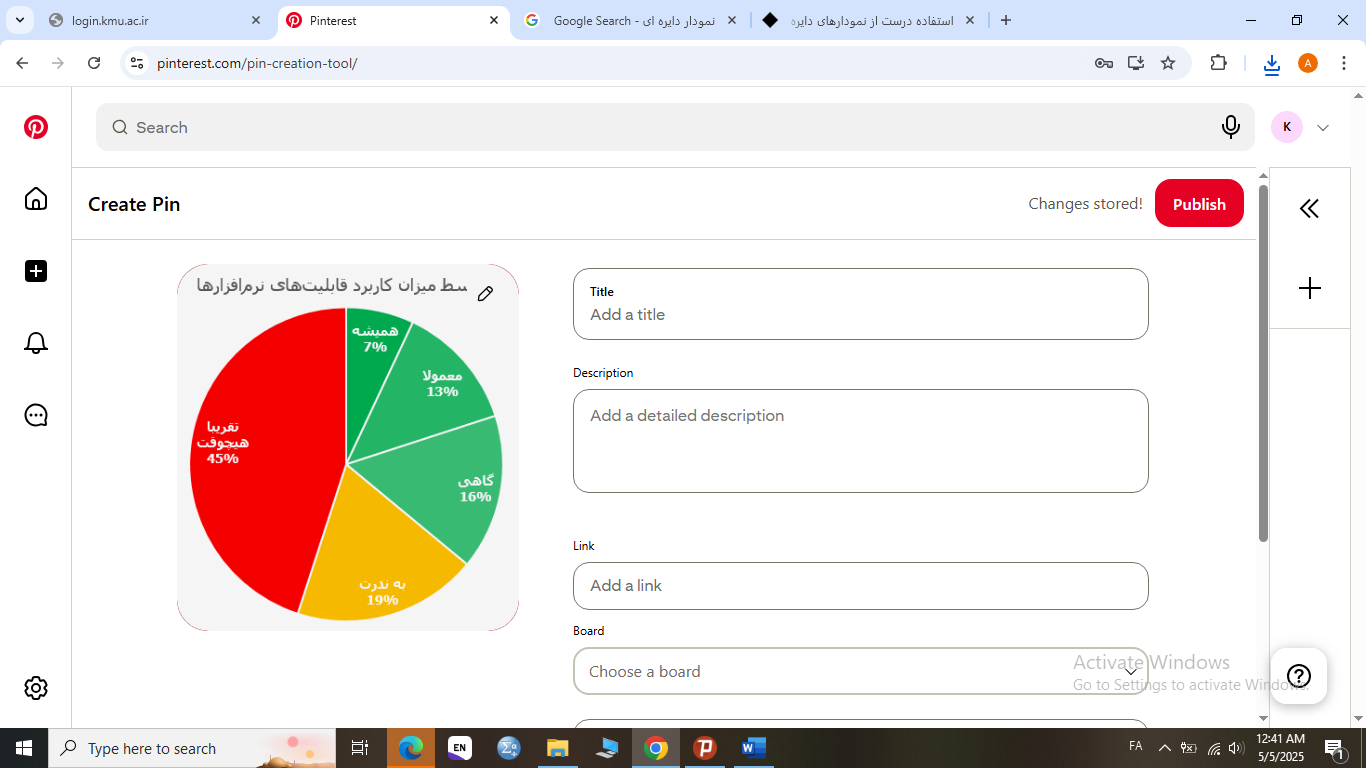 login.kmu.ac.ir
Pinterest
نمودار دایره ای - Google Search
استفاده درست از نمودارهای دایره
pinterest.com/pin-creation-tool/
A
Search
K
Create Pin
Changes stored!
Publish
سط میزان کاربرد قابلیت‌های نرم‌افزارها
همیشه
7%
معمولا
13%
تقریبا
هیچوقت
45%
گاهی
16%
به ندرت
19%
Title
Add a title
Description
Add a detailed description
Link
Add a link
Board
Choose a board
Activate Windows
Go to Settings to activate Windows.
Type here to search
EN
FA
12:41 AM
5/5/2025
1